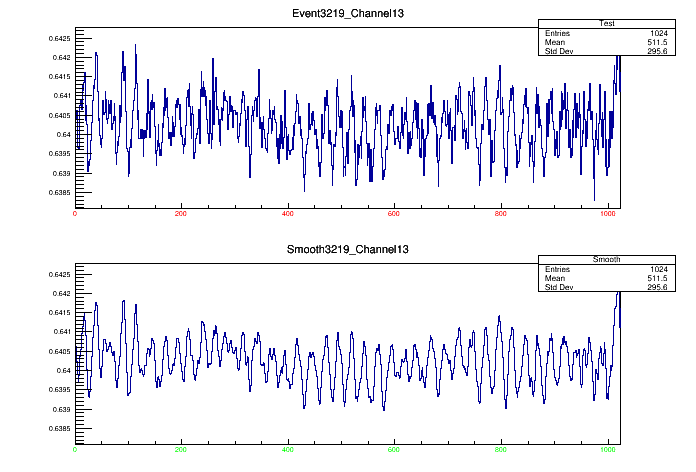 Event3219_Channel13
Test
Entries 1024
Mean 511.5
Std Dev 295.6
0.6425
0.642
0.6415
0.641
0.6405
0.64
0.6395
0.639
0.6385
0 200 400 600 800 1000
Smooth3219_Channel13
Smooth
Entries 1024
Mean 511.5
Std Dev 295.6
0.6425
0.642
0.6415
0.641
0.6405
0.64
0.6395
0.639
0.6385
0 200 400 600 800 1000